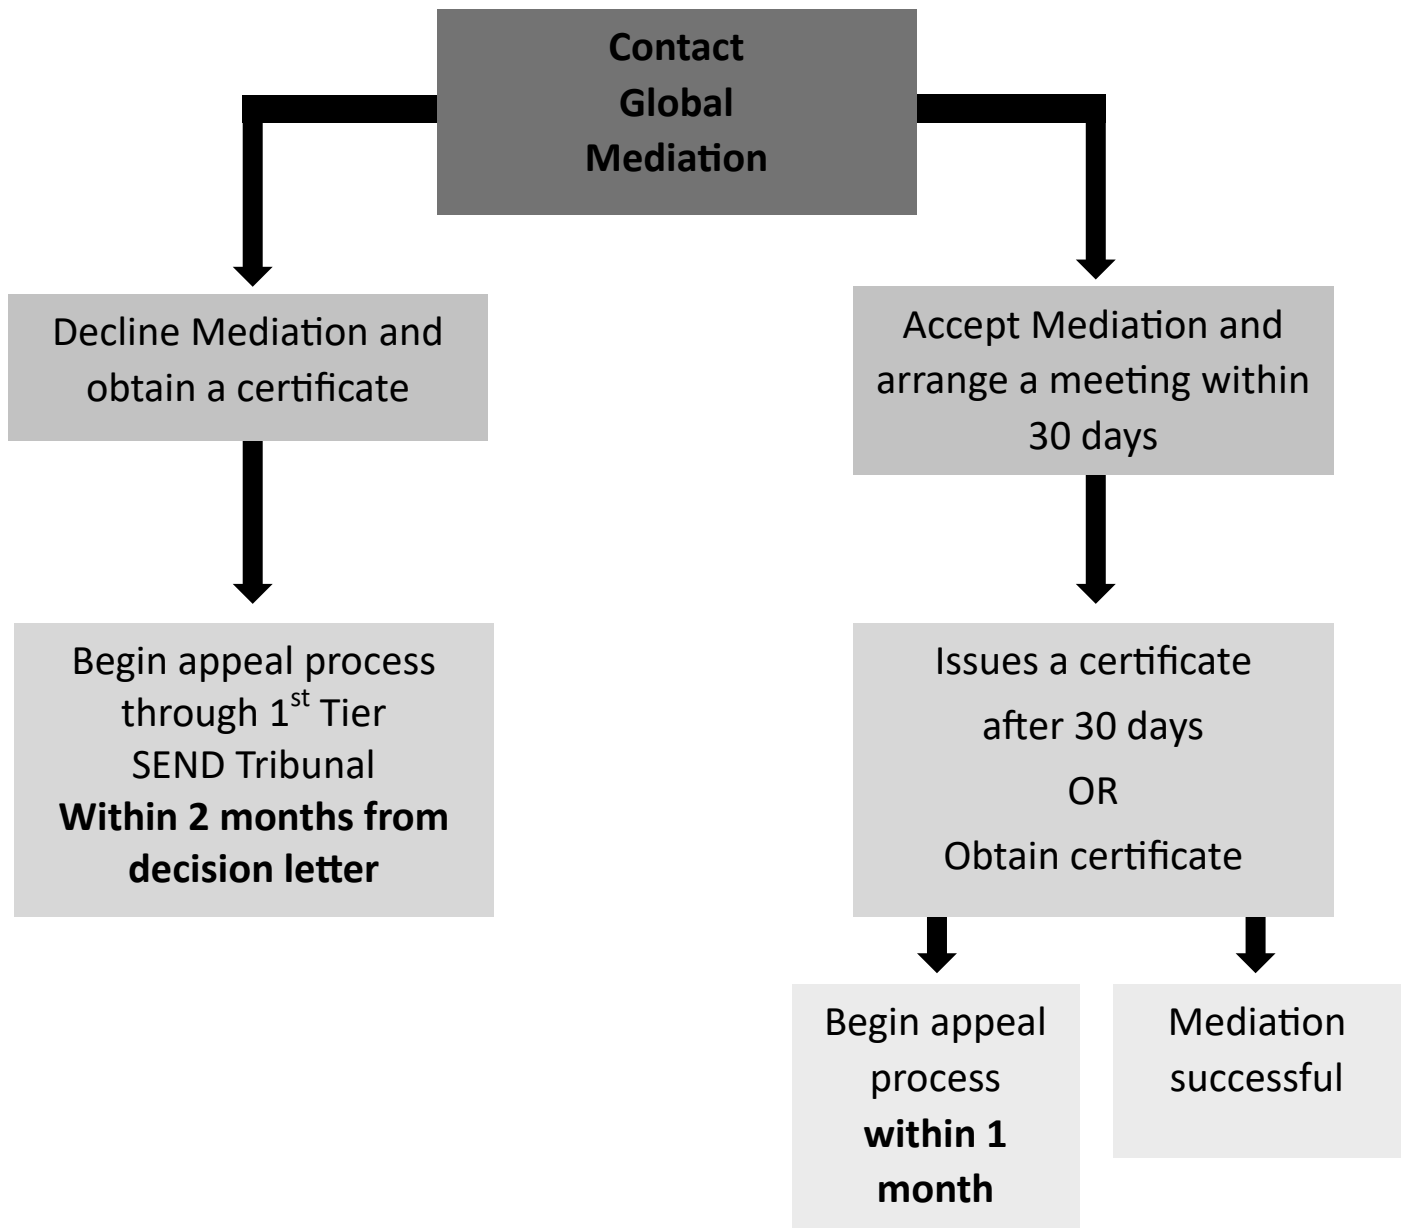 Contact
Global
Mediation
Decline Mediation and
obtain a certificate
Accept Mediation and
arrange a meeting within
30 days
Begin appeal process
through 1st Tier
SEND Tribunal
Within 2 months from
decision letter
Issues a certificate
after 30 days
OR
Obtain certificate
Begin appeal
process
within 1
month
Mediation
successful